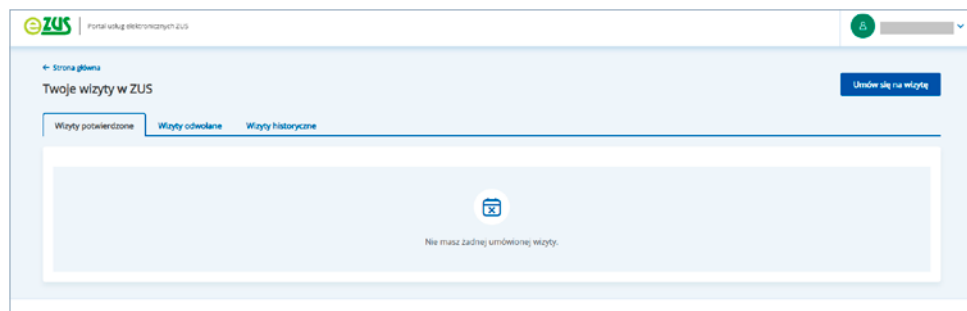 eZUS
Portal usług elektronicznych ZUS
← Strona główna
Twoje wizyty w ZUS
Umów się na wizytę
Wizyty potwierdzone Wizyty odwołane Wizyty historyczne
Nie masz żadnej umówionej wizyty.